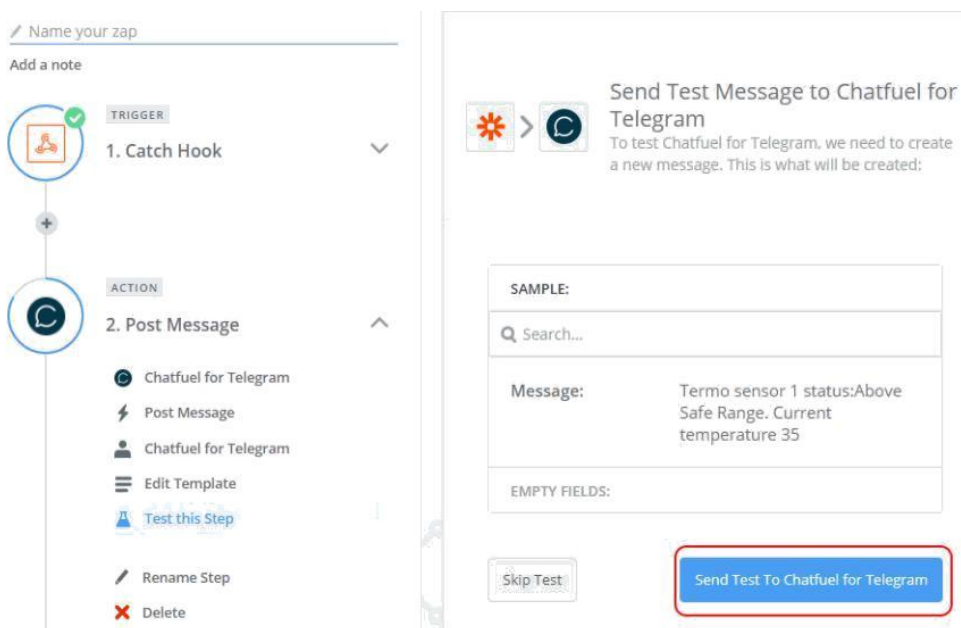 Name your zap
Add a note
TRIGGER
1. Catch Hook
ACTION
2. Post Message
Chatfuel for Telegram
Post Message
Chatfuel for Telegram
Edit Template
Test this Step
Rename Step
Delete
Send Test Message to Chatfuel for
Telegram
To test Chatfuel for Telegram, we need to create
a new message. This is what will be created:
SAMPLE:
Search...
Message:
Termo sensor 1 status:Above
Safe Range. Current
temperature 35
EMPTY FIELDS:
Skip Test
Send Test To Chatfuel for Telegram